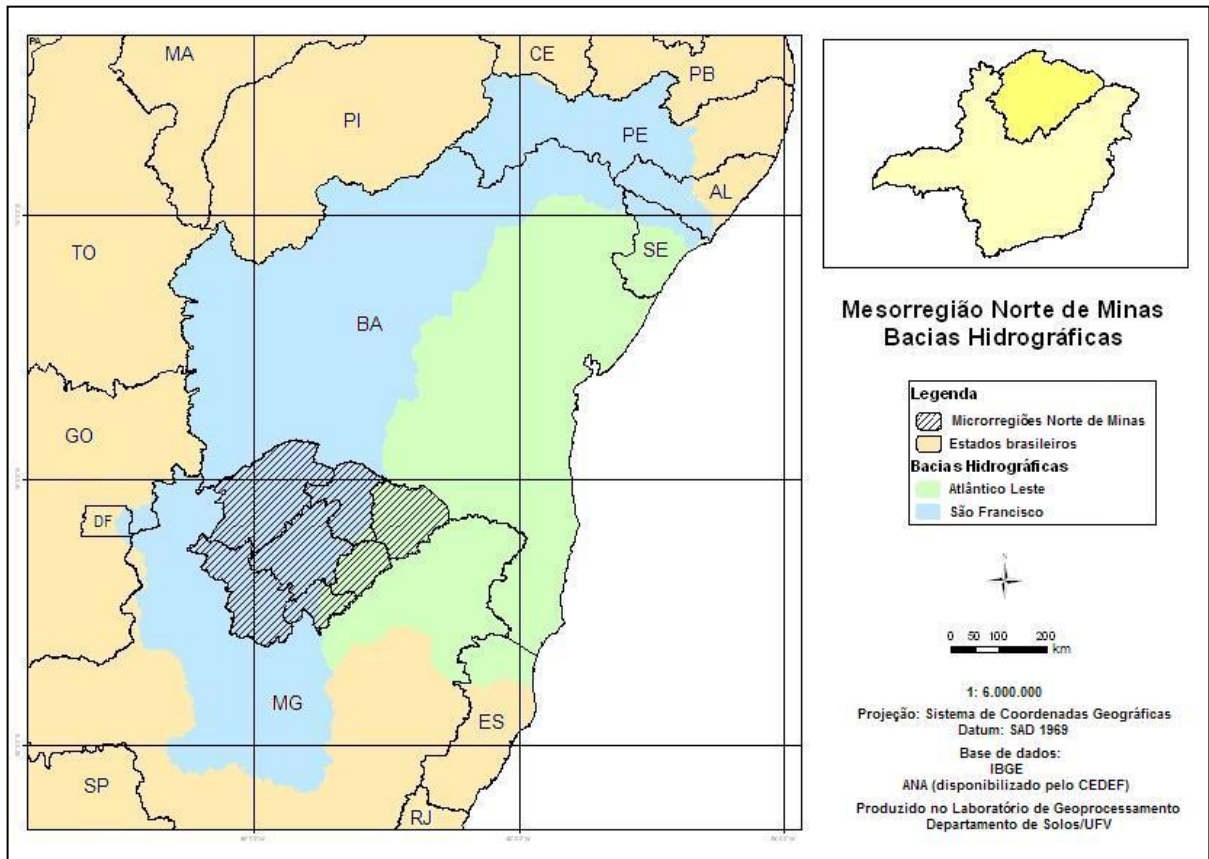 PA
MA
CE
PB
PI
PE
AL
TO
SE
BA
GO
DF
MG
ES
SP
RJ
Mesorregião Norte de Minas
Bacias Hidrográficas
Legenda
Microrregiões Norte de Minas
Estados brasileiros
Bacias Hidrográficas
Atlântico Leste
São Francisco
N
0 50 100 200
km
1: 6.000.000
Projeção: Sistema de Coordenadas Geográficas
Datum: SAD 1969
Base de dados:
IBGE
ANA (disponibilizado pelo CEDEF)
Produzido no Laboratório de Geoprocessamento
Departamento de Solos/UFV